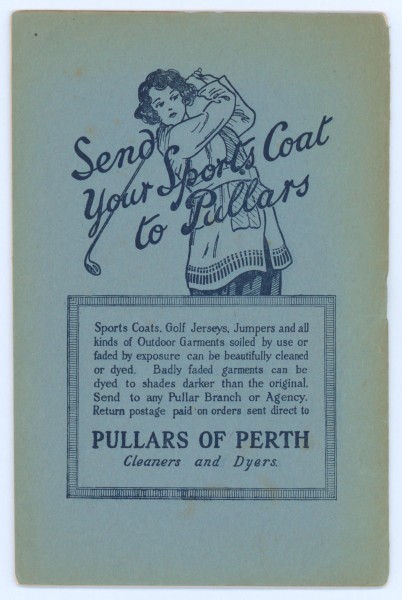 Send
Your Sports Coat
to Pullars
Sports Coats, Golf Jerseys, Jumpers and all
kinds of Outdoor Garments soiled by use or
faded by exposure can be beautifully cleaned
or dyed. Badly faded garments can be
dyed to shades darker than the original.
Send to any Pullar Branch or Agency.
Return postage paid on orders sent direct to
PULLARS OF PERTH
Cleaners and Dyers.